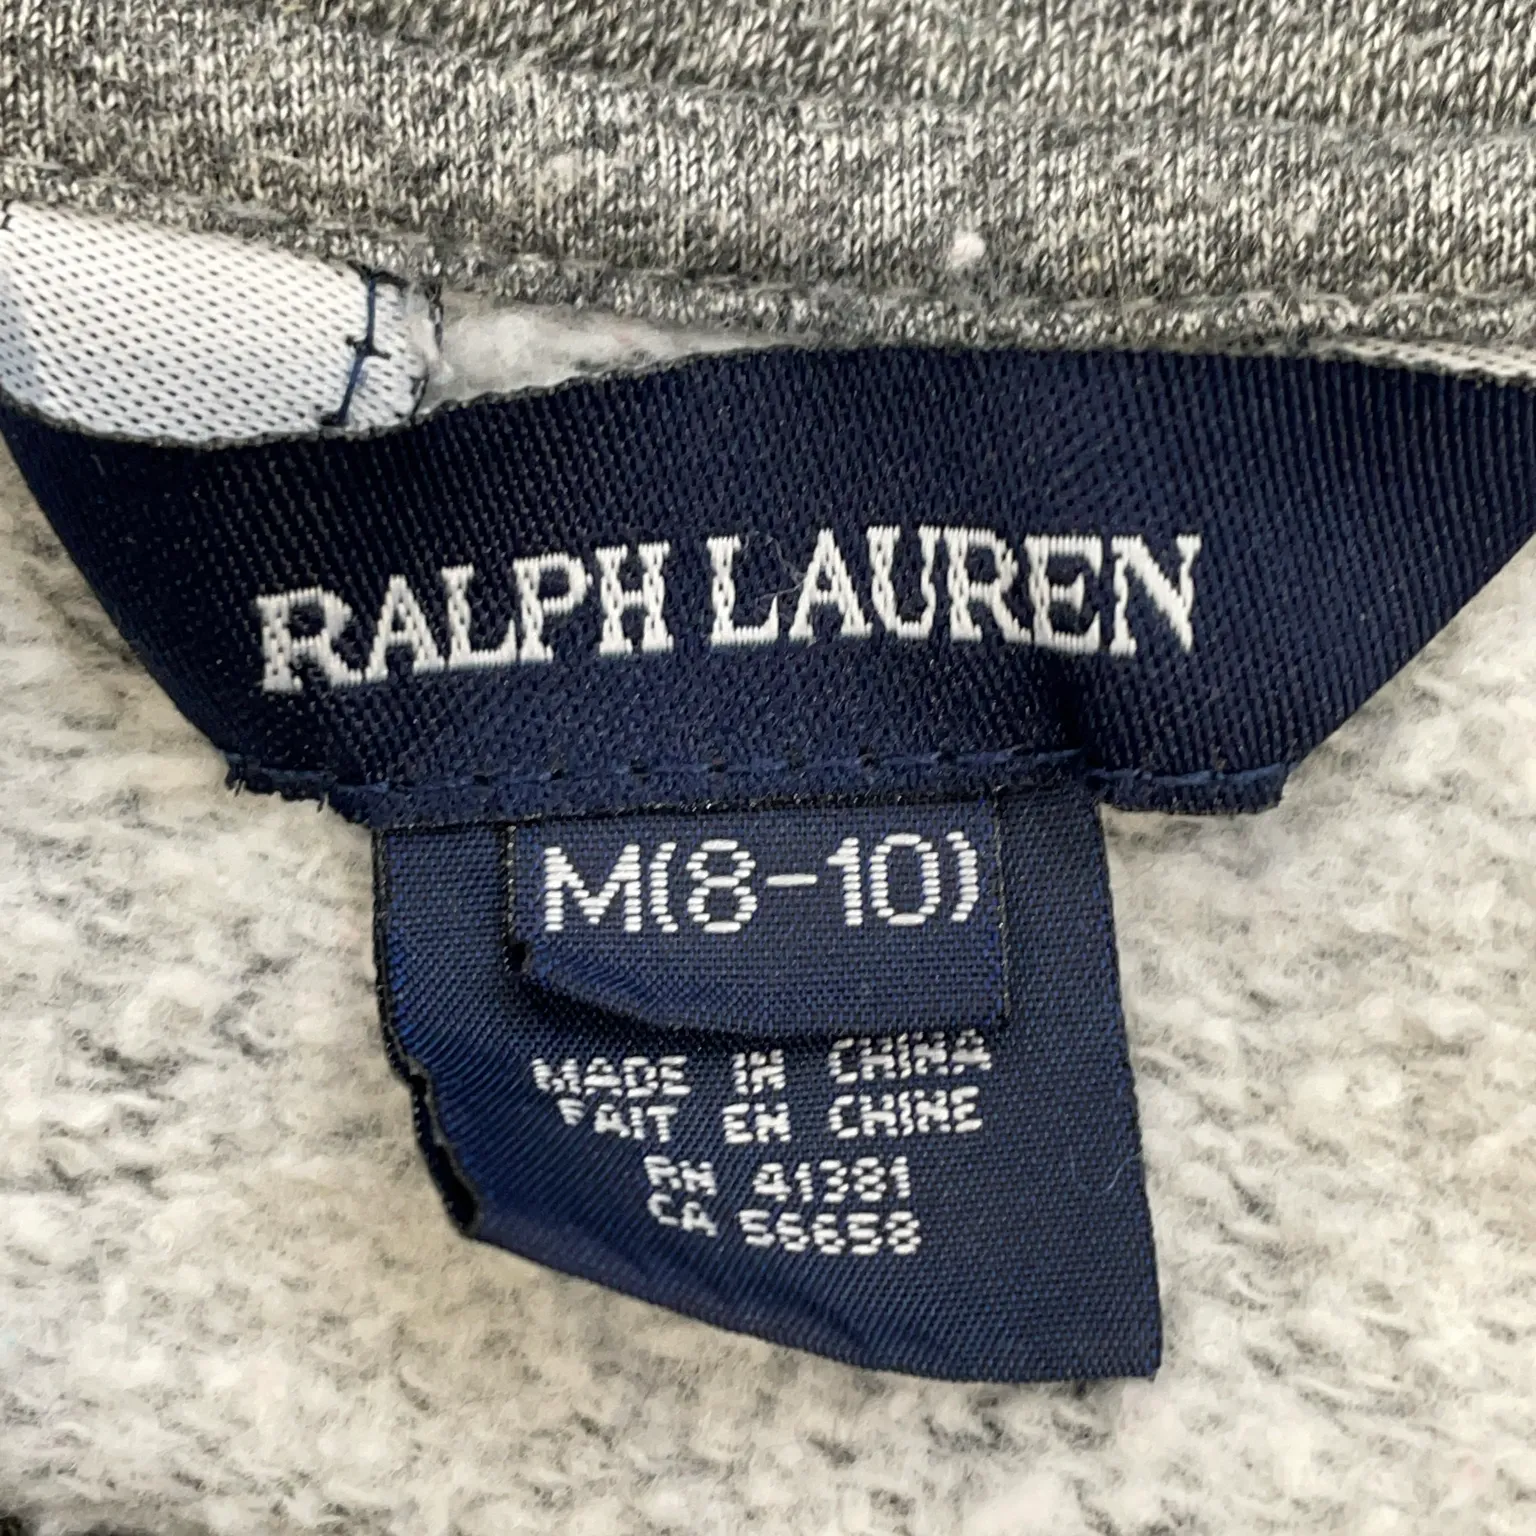 RALPH LAUREN
M(8-10)
MADE IN CHINA
FAIT EN CHINE
RN 41381
CA 56658